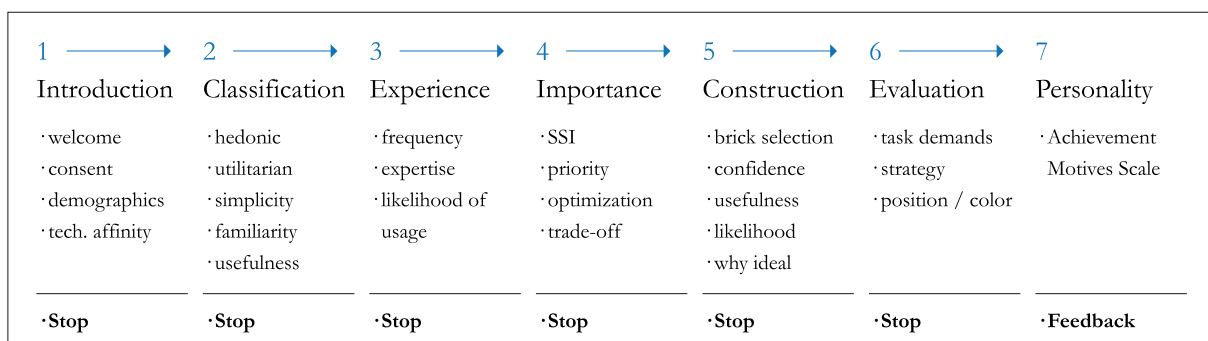 1
Introduction
· welcome
· consent
· demographics
· tech. affinity
· Stop
2
Classification
· hedonic
· utilitarian
· simplicity
· familiarity
· usefulness
· Stop
3
Experience
· frequency
· expertise
· likelihood of
usage
· Stop
4
Importance
· SSI
· priority
· optimization
· trade-off
· Stop
5
Construction
· brick selection
· confidence
· usefulness
· likelihood
· why ideal
· Stop
6
Evaluation
· task demands
· strategy
· position / color
· Stop
7
Personality
· Achievement
Motives Scale
· Feedback